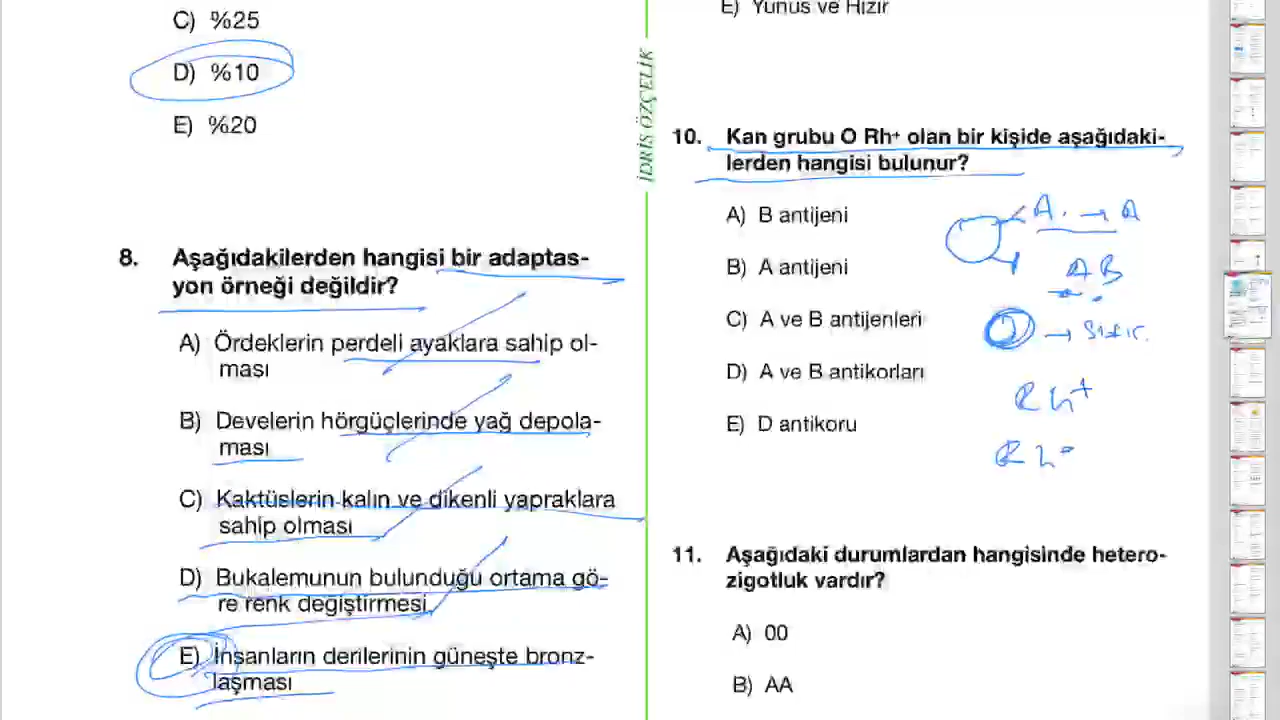 C) %25
D) %10
E) %20
8. Aşağıdakilerden hangisi bir adaptas-
yon örneği değildir?
A) Ördeklerin perdeli ayaklara sahip ol-
ması
B) Develerin hörgüçlerinde yağ depola-
ması
C) Kaktüslerin kalın ve dikenli yapraklara
sahip olması
D) Bukalemunun bulunduğu ortama gö-
re renk değiştirmesi
E) İnsanların derilerinin güneşte bronz-
laşması
İDRİS ÖZÇELİK
E) Yunus ve Hızır
10. Kan grubu O Rh+ olan bir kişide aşağıdaki-
lerden hangisi bulunur?
A) B antijeni
B) A antijeni
C) A ve B antijenleri
D) A ve B antikorları
E) D antikoru
A. → A
AB
0 → Sıfır.
Rh+
Rh-
11. Aşağıdaki durumlardan hangisinde hetero-
zigotluk vardır?
A) 00
B) AA